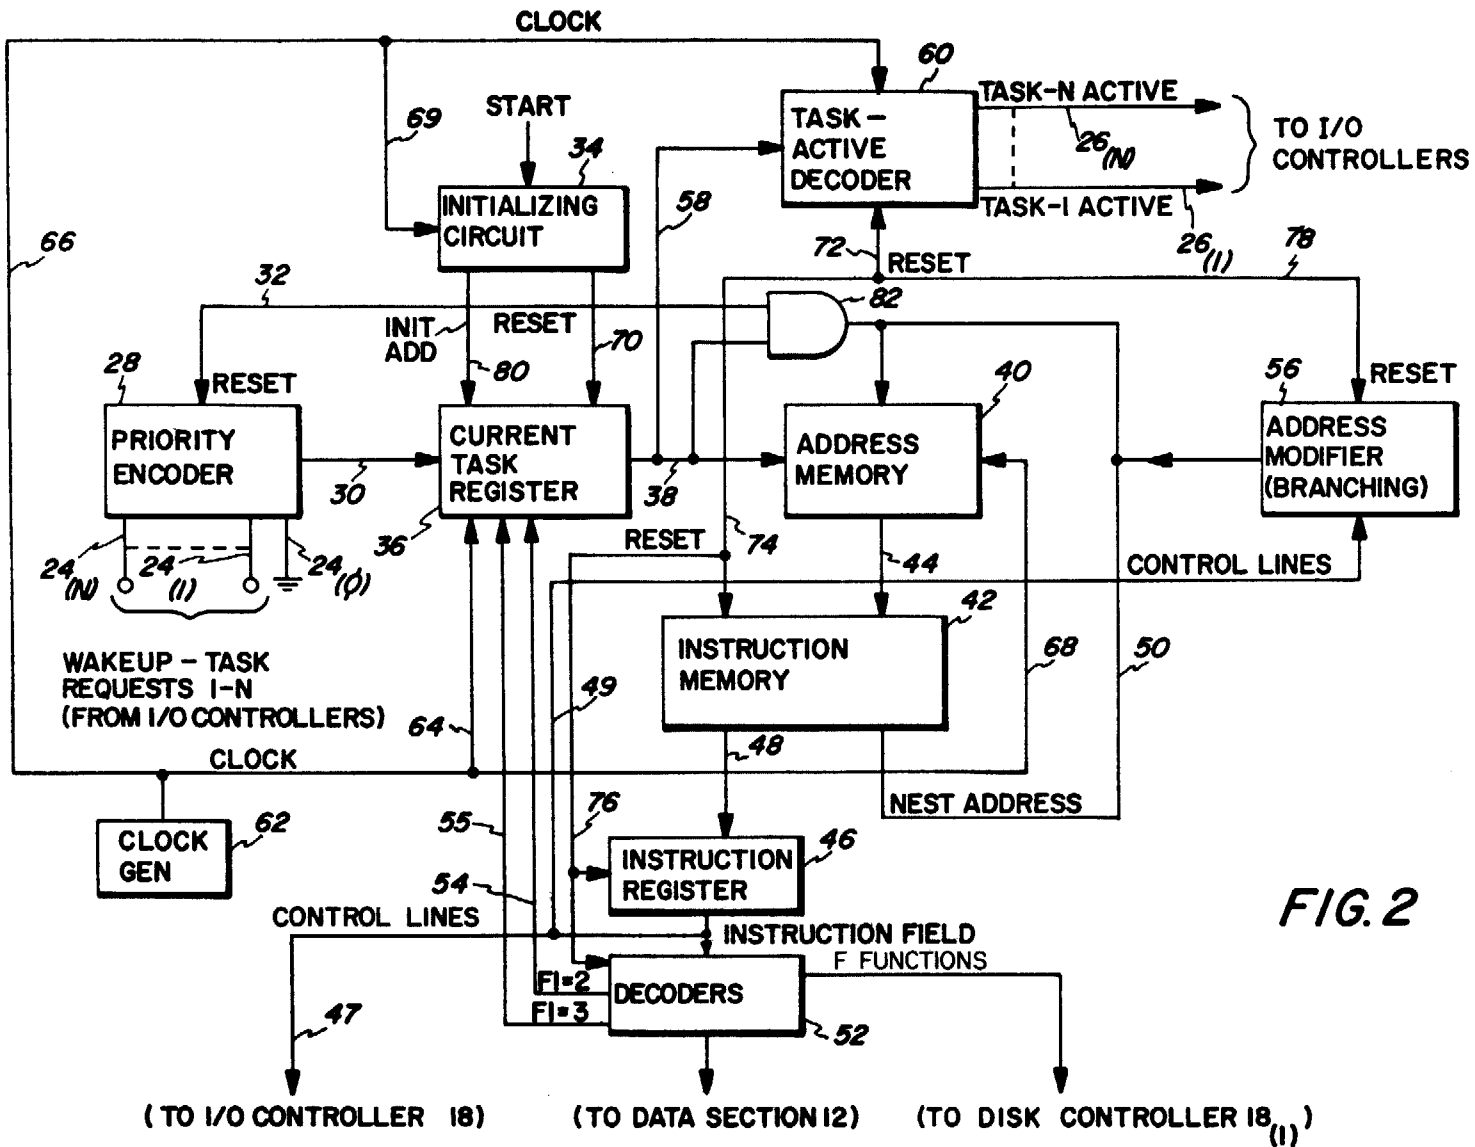 CLOCK
60
TASK-N ACTIVE
START
69
TASK-
ACTIVE
DECODER
26(N)
TO I/O
CONTROLLERS
34
INITIALIZING
CIRCUIT
58
TASK-1 ACTIVE
66
72
RESET
26(1)
78
32
82
INIT
ADD
RESET
70
28
RESET
80
40
56
RESET
PRIORITY
ENCODER
CURRENT
TASK
REGISTER
ADDRESS
MEMORY
ADDRESS
MODIFIER
(BRANCHING)
30
38
36
RESET
74
24(N)
24(1)
24(φ)
44
CONTROL LINES
42
WAKEUP-TASK
REQUESTS 1-N
(FROM I/O CONTROLLERS)
INSTRUCTION
MEMORY
49
68
50
64
48
CLOCK
NEST ADDRESS
62
CLOCK
GEN
55
76
46
INSTRUCTION
REGISTER
54
FIG. 2
CONTROL LINES
INSTRUCTION FIELD
F FUNCTIONS
F1=2
DECODERS
F1=3
47
52
(TO I/O CONTROLLER 18)
(TO DATA SECTION 12)
(TO DISK CONTROLLER 18(1))